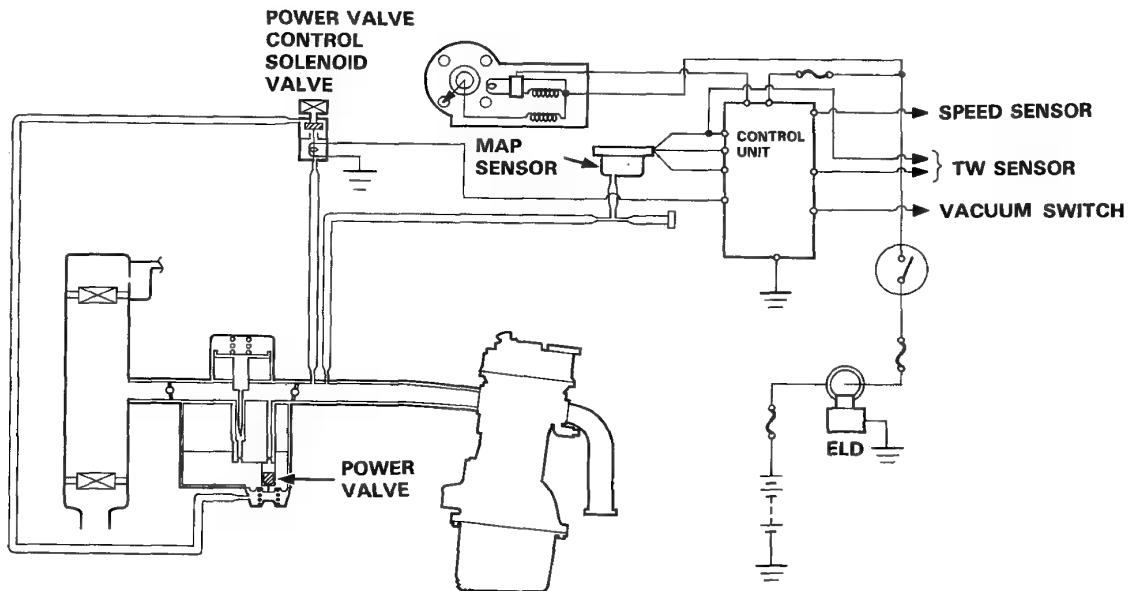 POWER VALVE
CONTROL
SOLENOID
VALVE
MAP
SENSOR
CONTROL
UNIT
SPEED SENSOR
TW SENSOR
VACUUM SWITCH
POWER
VALVE
ELD